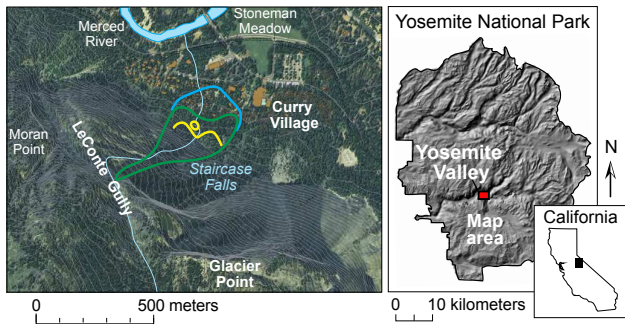 Merced
River
Stoneman
Meadow
Curry
Village
Moran
Point
LeConte Gully
Staircase
Falls
Glacier
Point
0 500 meters
Yosemite National Park
Yosemite
Valley
Map
area
N
California
0 10 kilometers